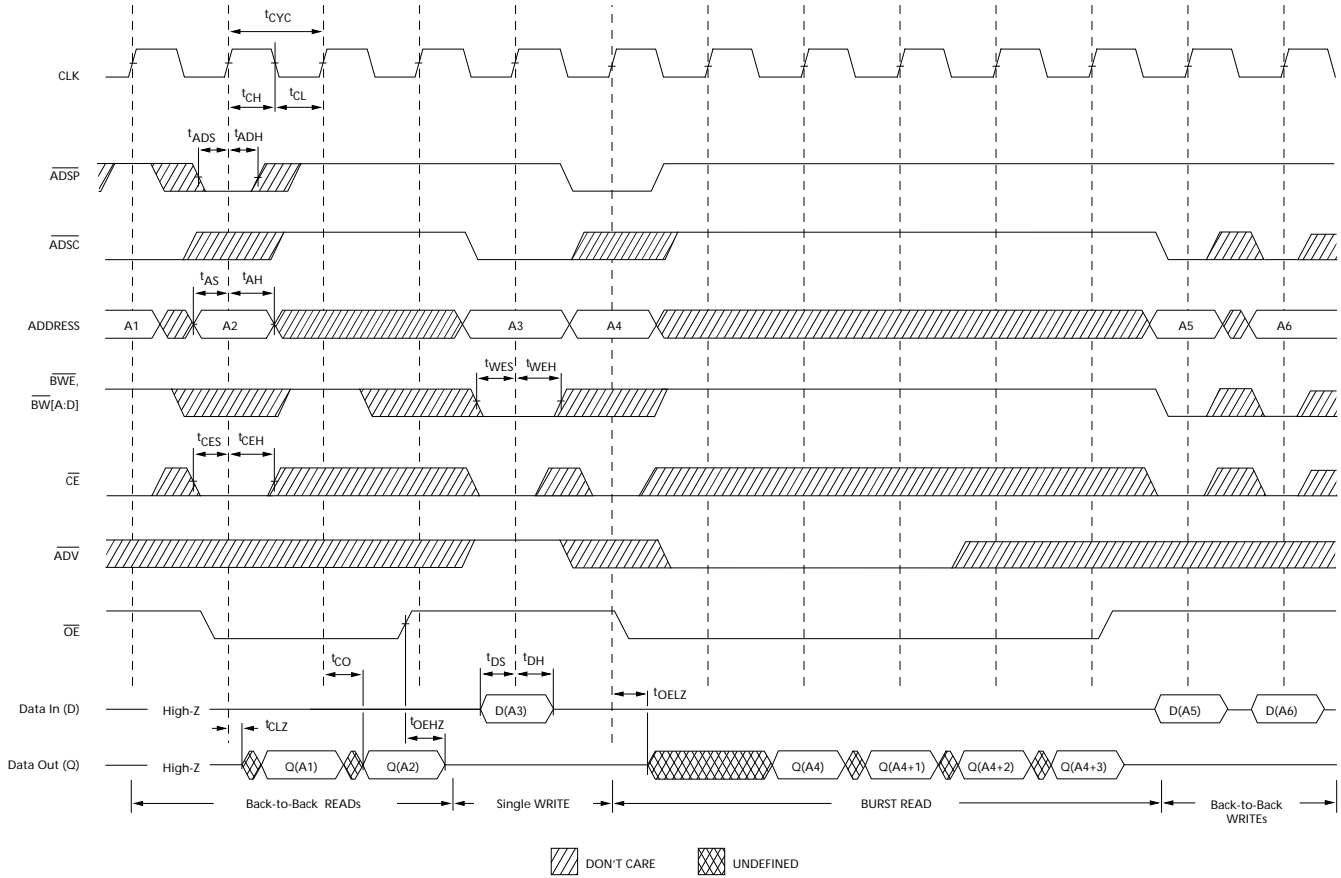 tCYC
CLK
tCH
tCL
tADS
tADH
ADSP
ADSC
tAS
tAH
ADDRESS
A1
A2
A3
A4
A5
A6
BWE,
BW[A:D]
tWES
tWEH
tCES
tCEH
CE
ADV
OE
tCO
tDS
tDH
tOELZ
Data In (D)
High-Z
D(A3)
D(A5)
D(A6)
tCLZ
tOEHZ
Data Out (Q)
High-Z
Q(A1)
Q(A2)
Q(A4)
Q(A4+1)
Q(A4+2)
Q(A4+3)
Back-to-Back READs
Single WRITE
BURST READ
Back-to-Back
WRITEs
DON'T CARE
UNDEFINED